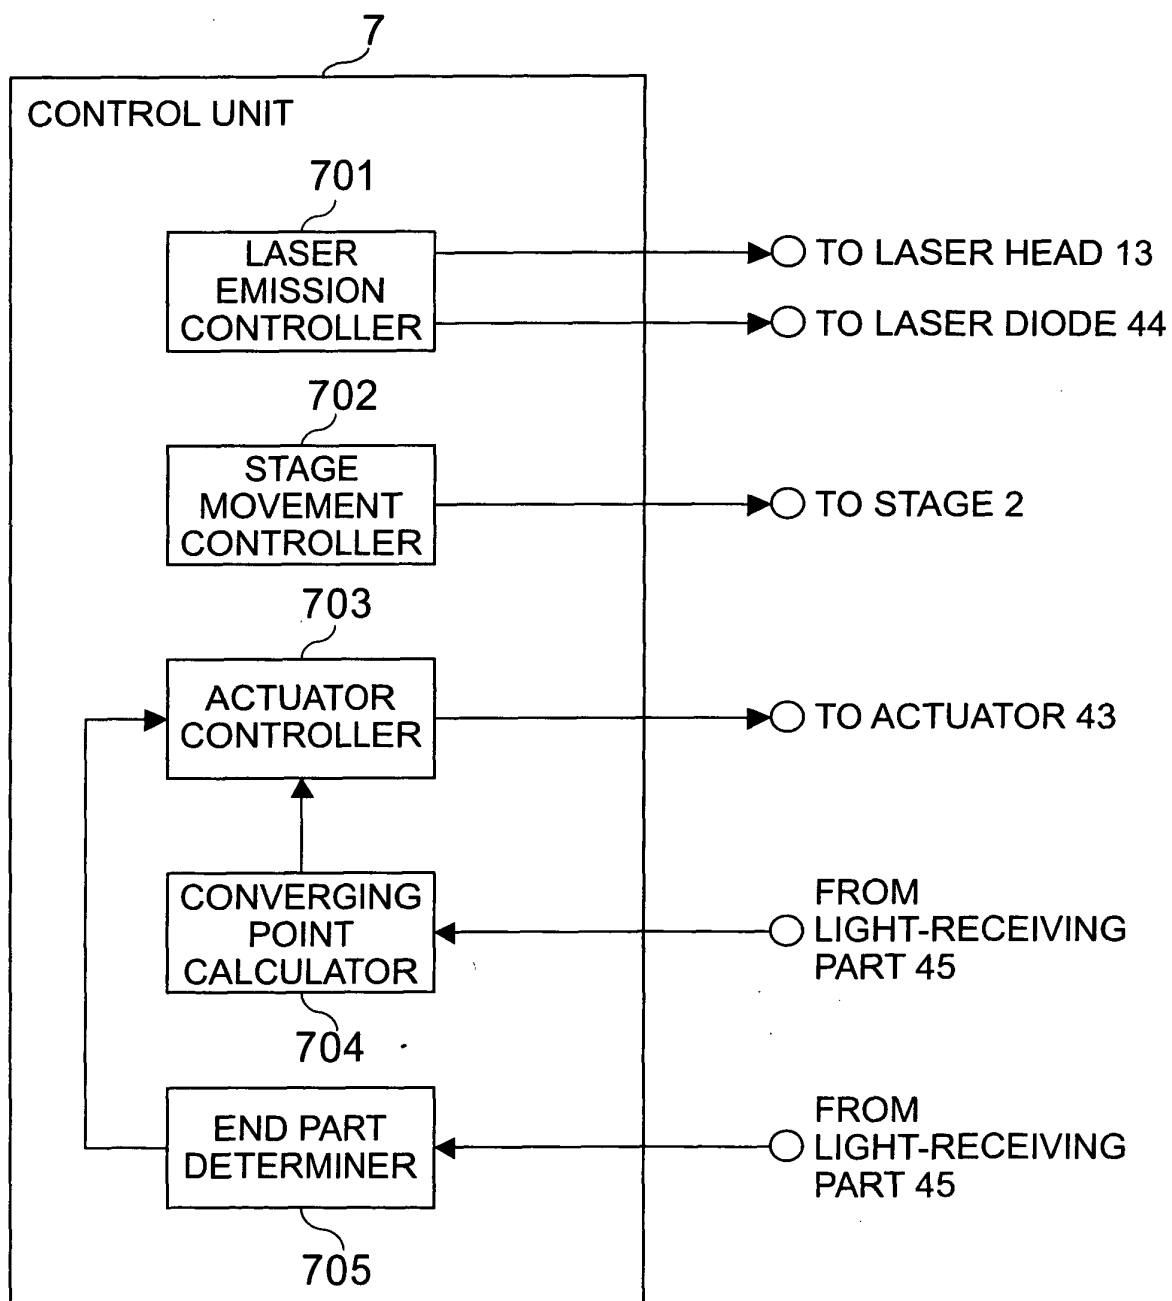 7
CONTROL UNIT
701
LASER
EMISSION
CONTROLLER
TO LASER HEAD 13
TO LASER DIODE 44
702
STAGE
MOVEMENT
CONTROLLER
TO STAGE 2
703
ACTUATOR
CONTROLLER
TO ACTUATOR 43
CONVERGING
POINT
CALCULATOR
704
FROM
LIGHT-RECEIVING
PART 45
END PART
DETERMINER
705
FROM
LIGHT-RECEIVING
PART 45